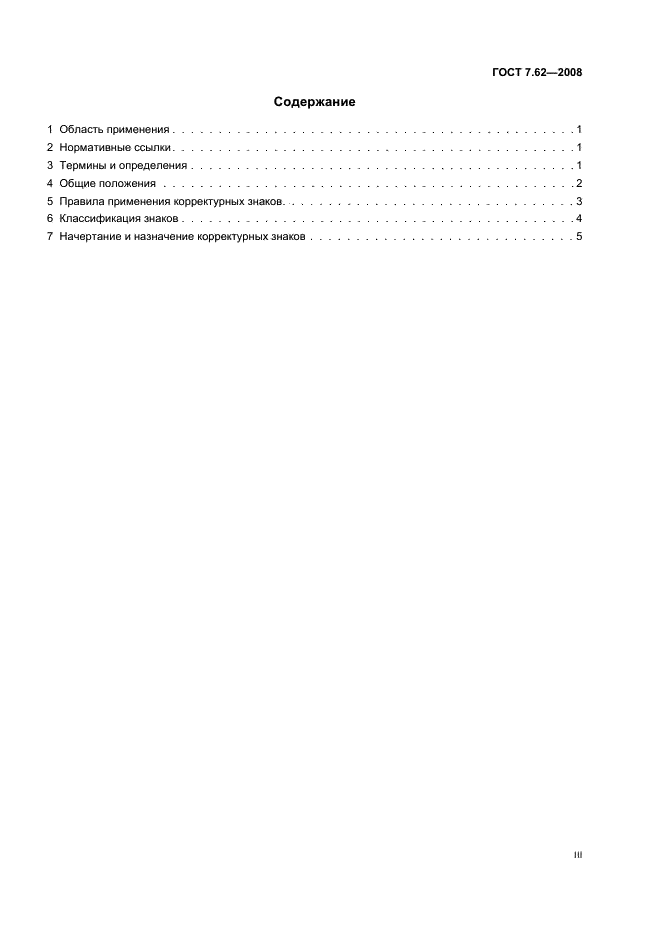 ГОСТ 7.62—2008
Содержание
1 Область применения . . . . . . . . . . . . . . . . . . . . . . . . . . . . . . . . . . . . . . . . . . . . 1
2 Нормативные ссылки . . . . . . . . . . . . . . . . . . . . . . . . . . . . . . . . . . . . . . . . . . . . 1
3 Термины и определения . . . . . . . . . . . . . . . . . . . . . . . . . . . . . . . . . . . . . . . . . . 1
4 Общие положения . . . . . . . . . . . . . . . . . . . . . . . . . . . . . . . . . . . . . . . . . . . . . 2
5 Правила применения корректурных знаков. . . . . . . . . . . . . . . . . . . . . . . . . . . . . . . . 3
6 Классификация знаков . . . . . . . . . . . . . . . . . . . . . . . . . . . . . . . . . . . . . . . . . . . 4
7 Начертание и назначение корректурных знаков . . . . . . . . . . . . . . . . . . . . . . . . . . . . . 5
III